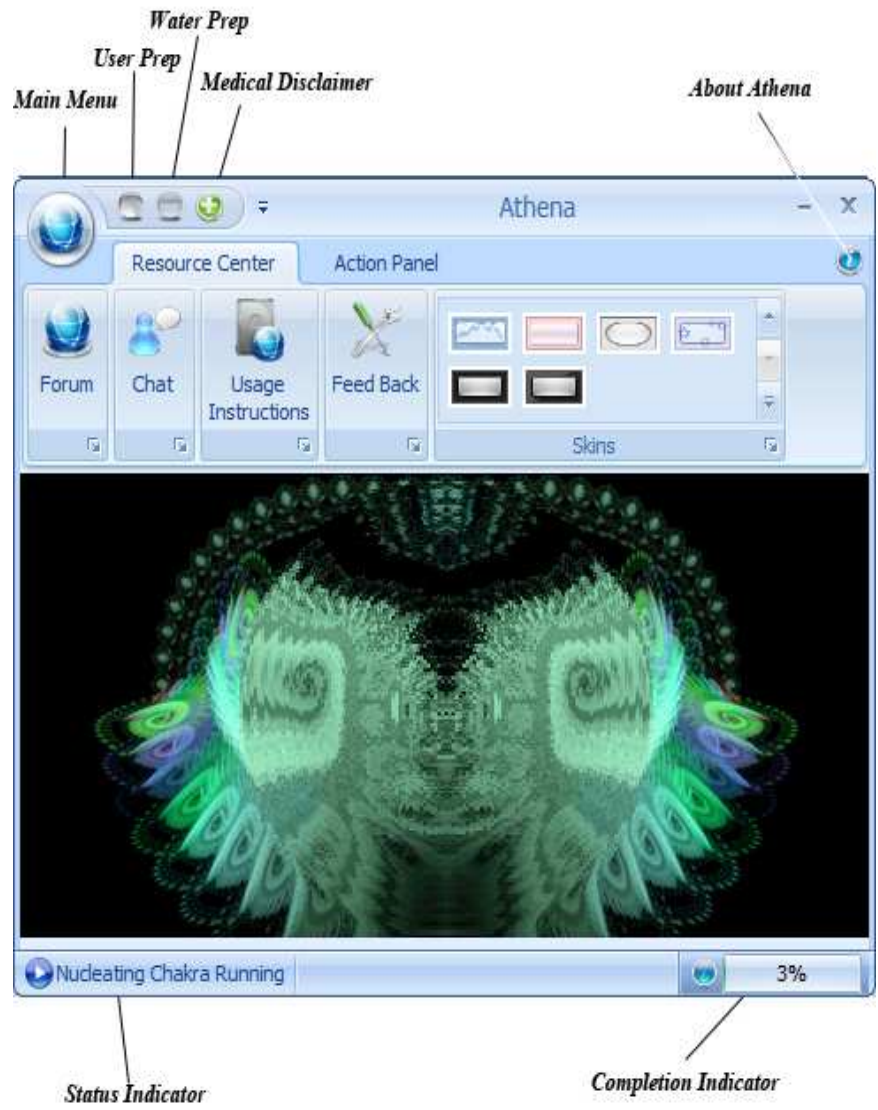 Water Prep
User Prep
Medical Disclaimer
Main Menu
About Athena
Athena
Resource Center
Action Panel
Forum
Chat
Usage
Instructions
Feed Back
Skins
Nucleating Chakra Running
3%
Status Indicator
Completion Indicator